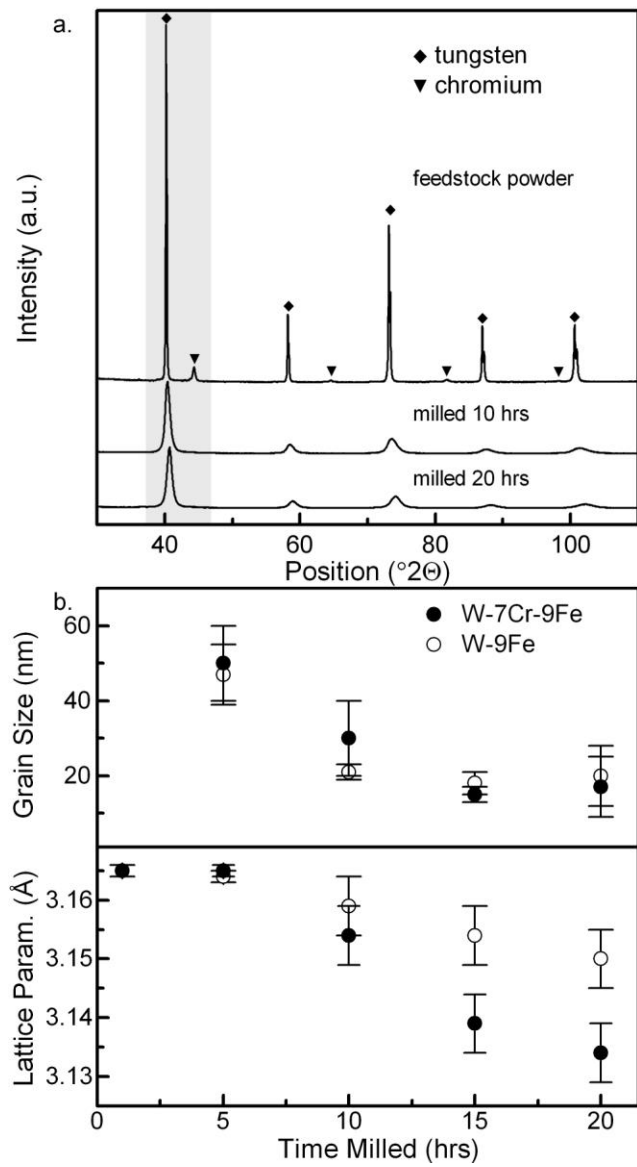 a.
◆ tungsten
▼ chromium
feedstock powder
Intensity (a.u.)
milled 10 hrs
milled 20 hrs
40 60 80 100
Position (°2Θ)
b.
● W-7Cr-9Fe
○ W-9Fe
60
40
20
Grain Size (nm)
3.16
3.15
3.14
3.13
Lattice Param. (Å)
0 5 10 15 20
Time Milled (hrs)